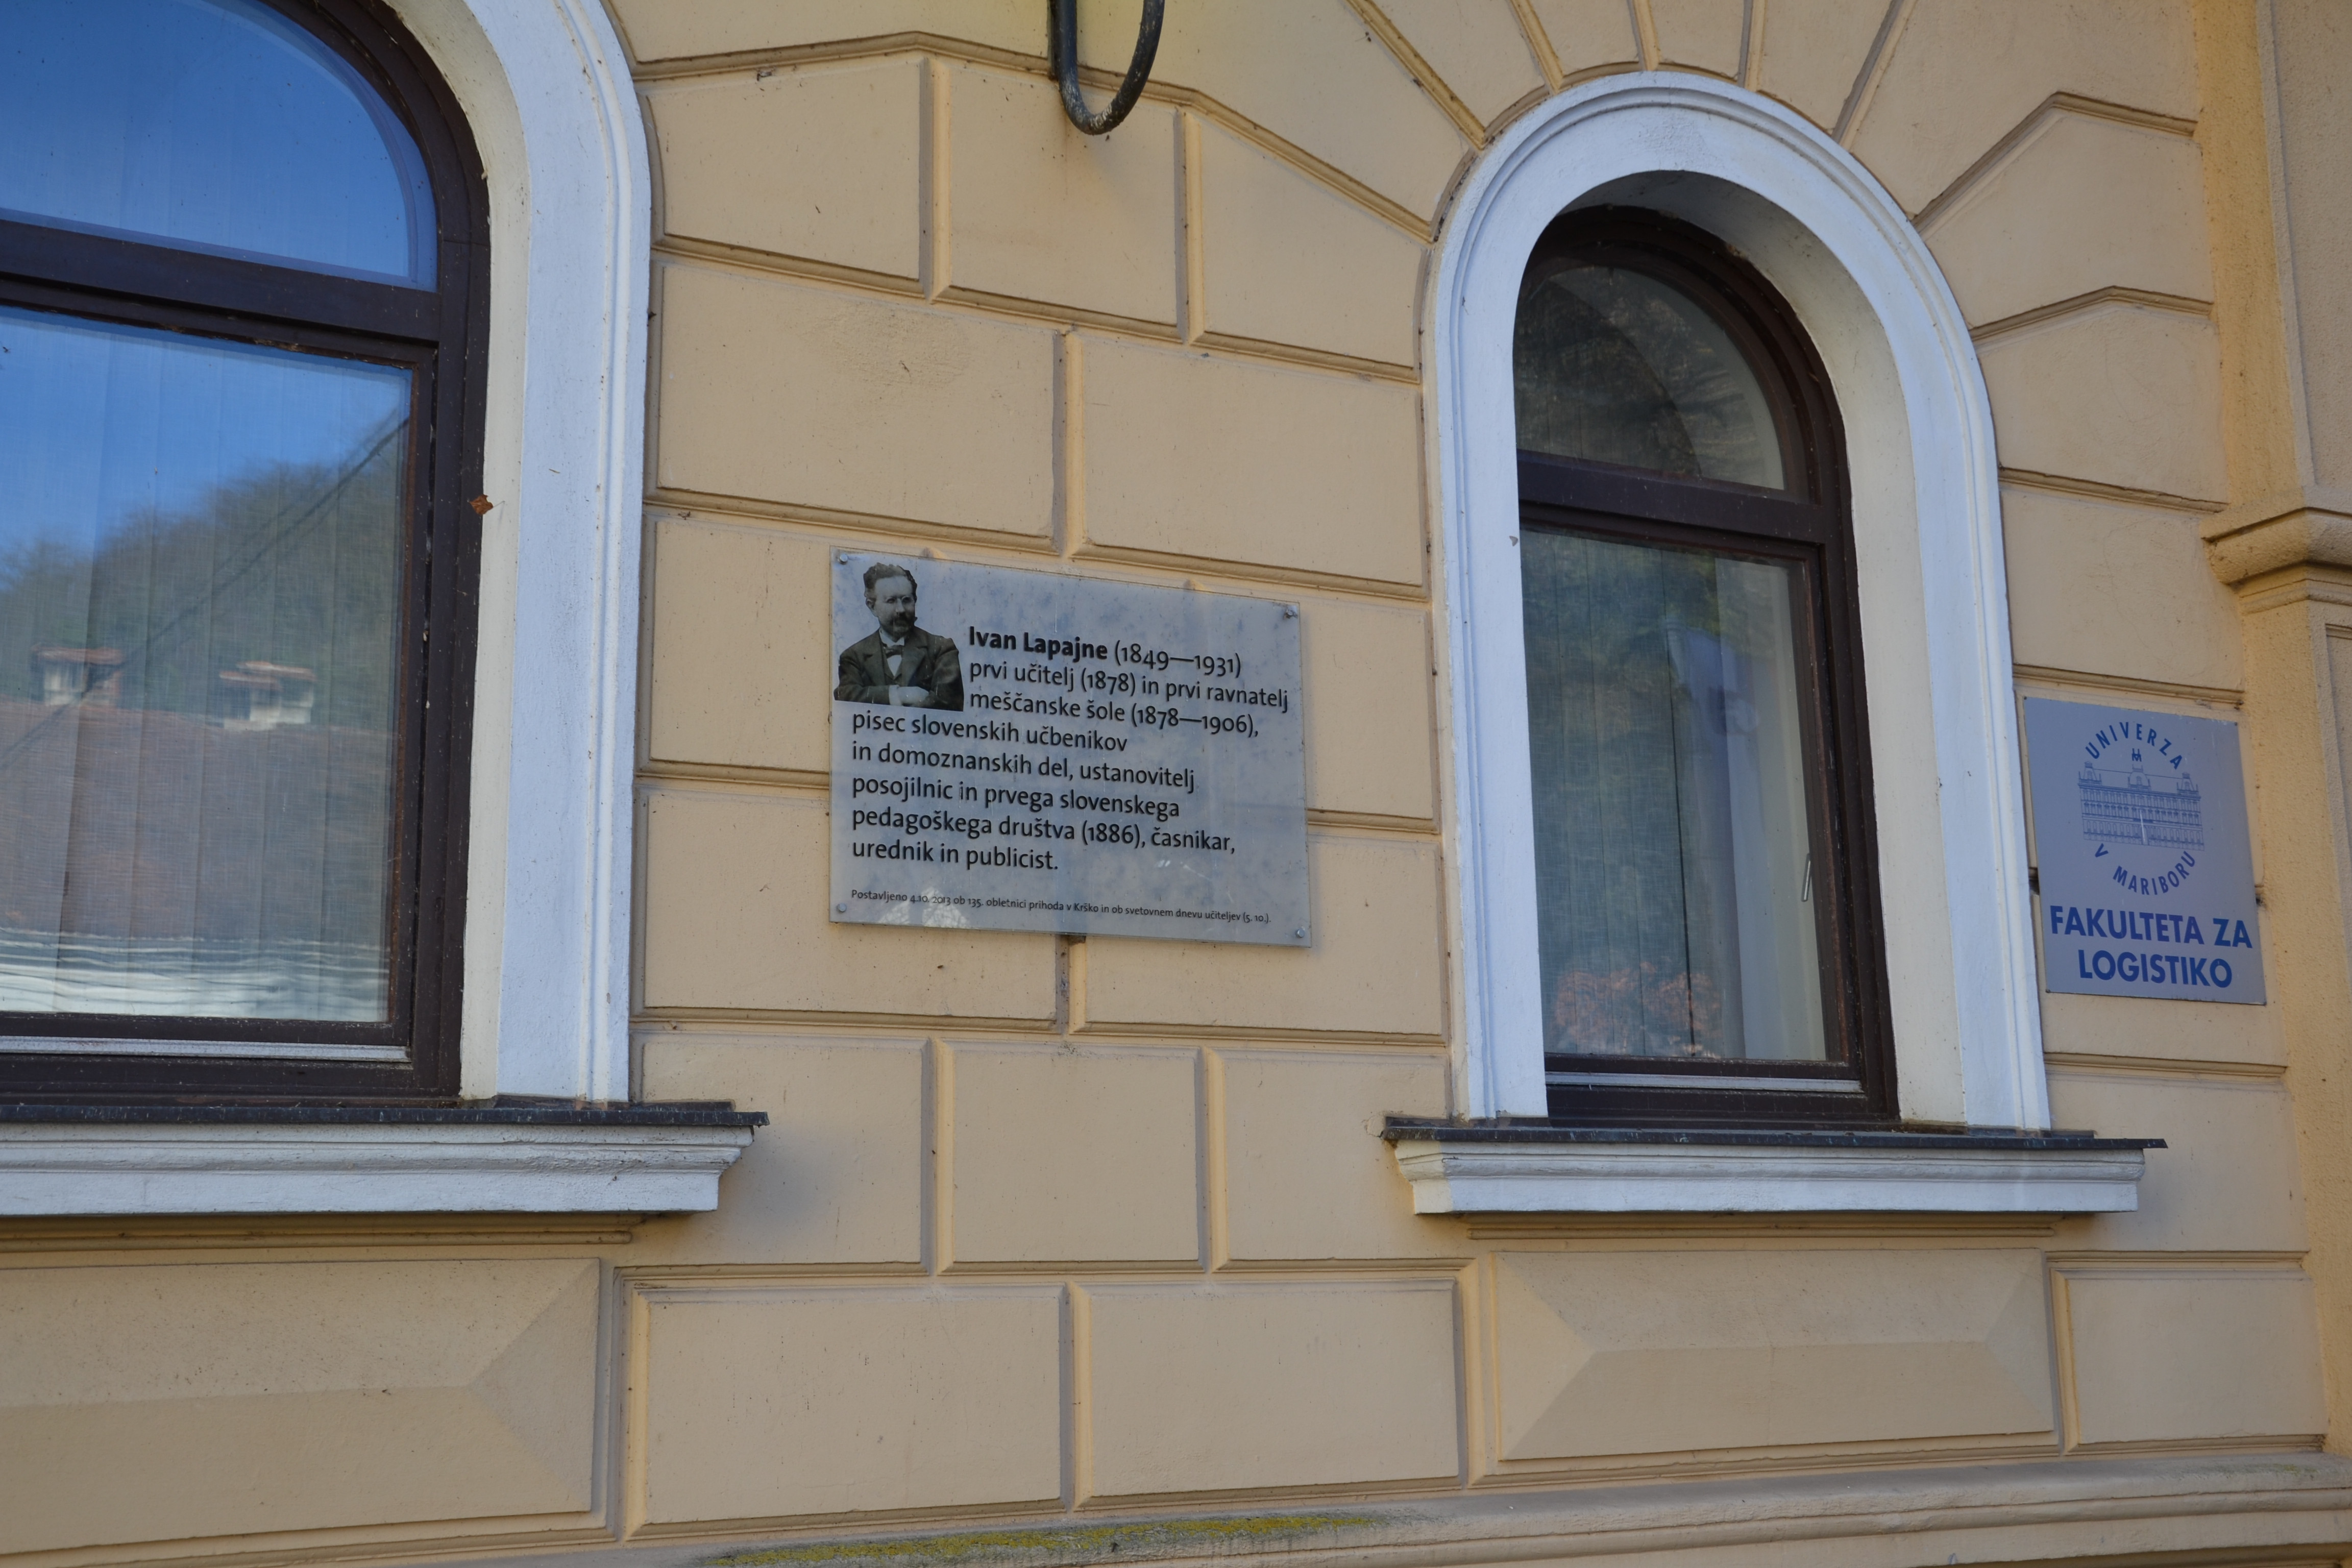 Ivan Lapajne (1849—1931)
prvi učitelj (1878) in prvi ravnatelj
meščanske šole (1878—1906),
pisec slovenskih učbenikov
in domoznanskih del, ustanovitelj
posojilnic in prvega slovenskega
pedagoškega društva (1886), časnikar,
urednik in publicist.
Postavljeno 4.10. 2013 ob 135. obletnici prihoda v Krško in ob svetovnem dnevu učiteljev (5. 10.).
UNIVERZA
V MARIBORU
FAKULTETA ZA
LOGISTIKO